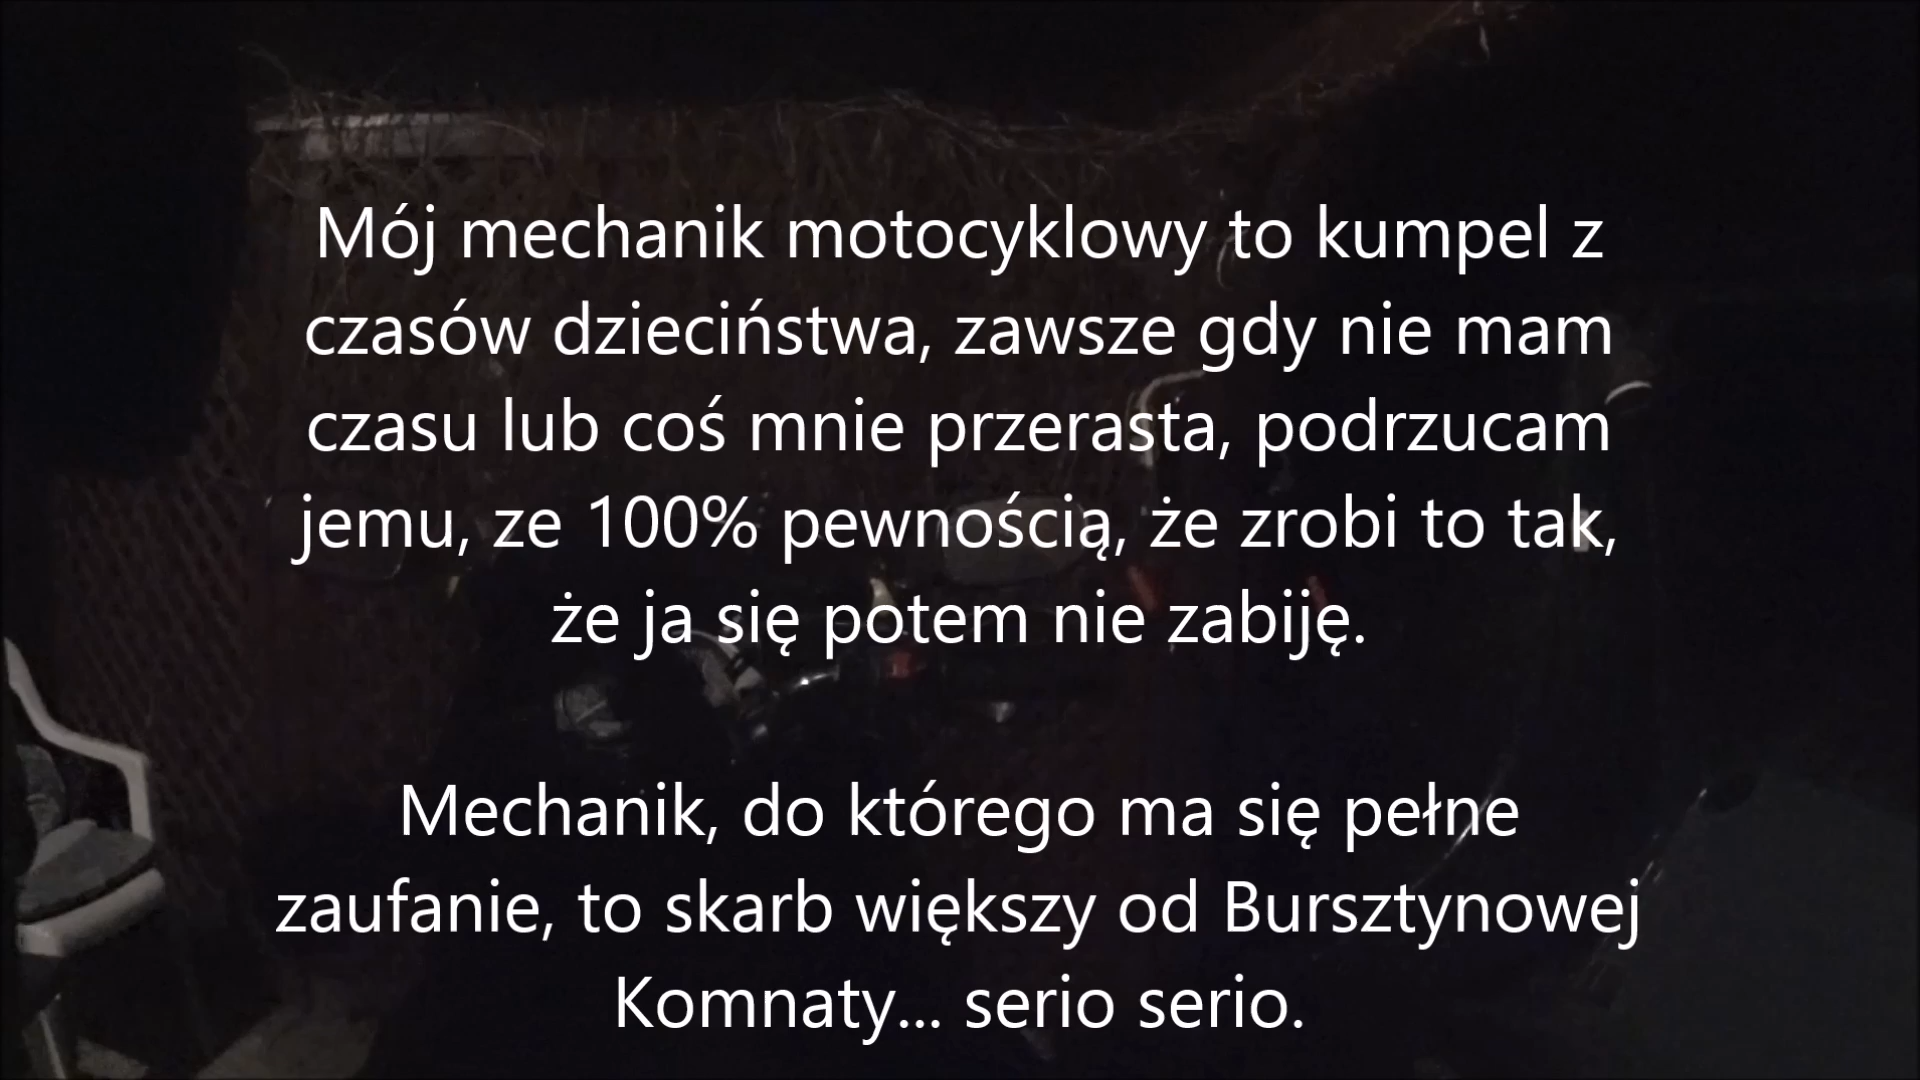 Mój mechanik motocyklowy to kumpel z
czasów dzieciństwa, zawsze gdy nie mam
czasu lub coś mnie przerasta, podrzucam
jemu, ze 100% pewnością, że zrobi to tak,
że ja się potem nie zabiję.
Mechanik, do którego ma się pełne
zaufanie, to skarb większy od Bursztynowej
Komnaty... serio serio.